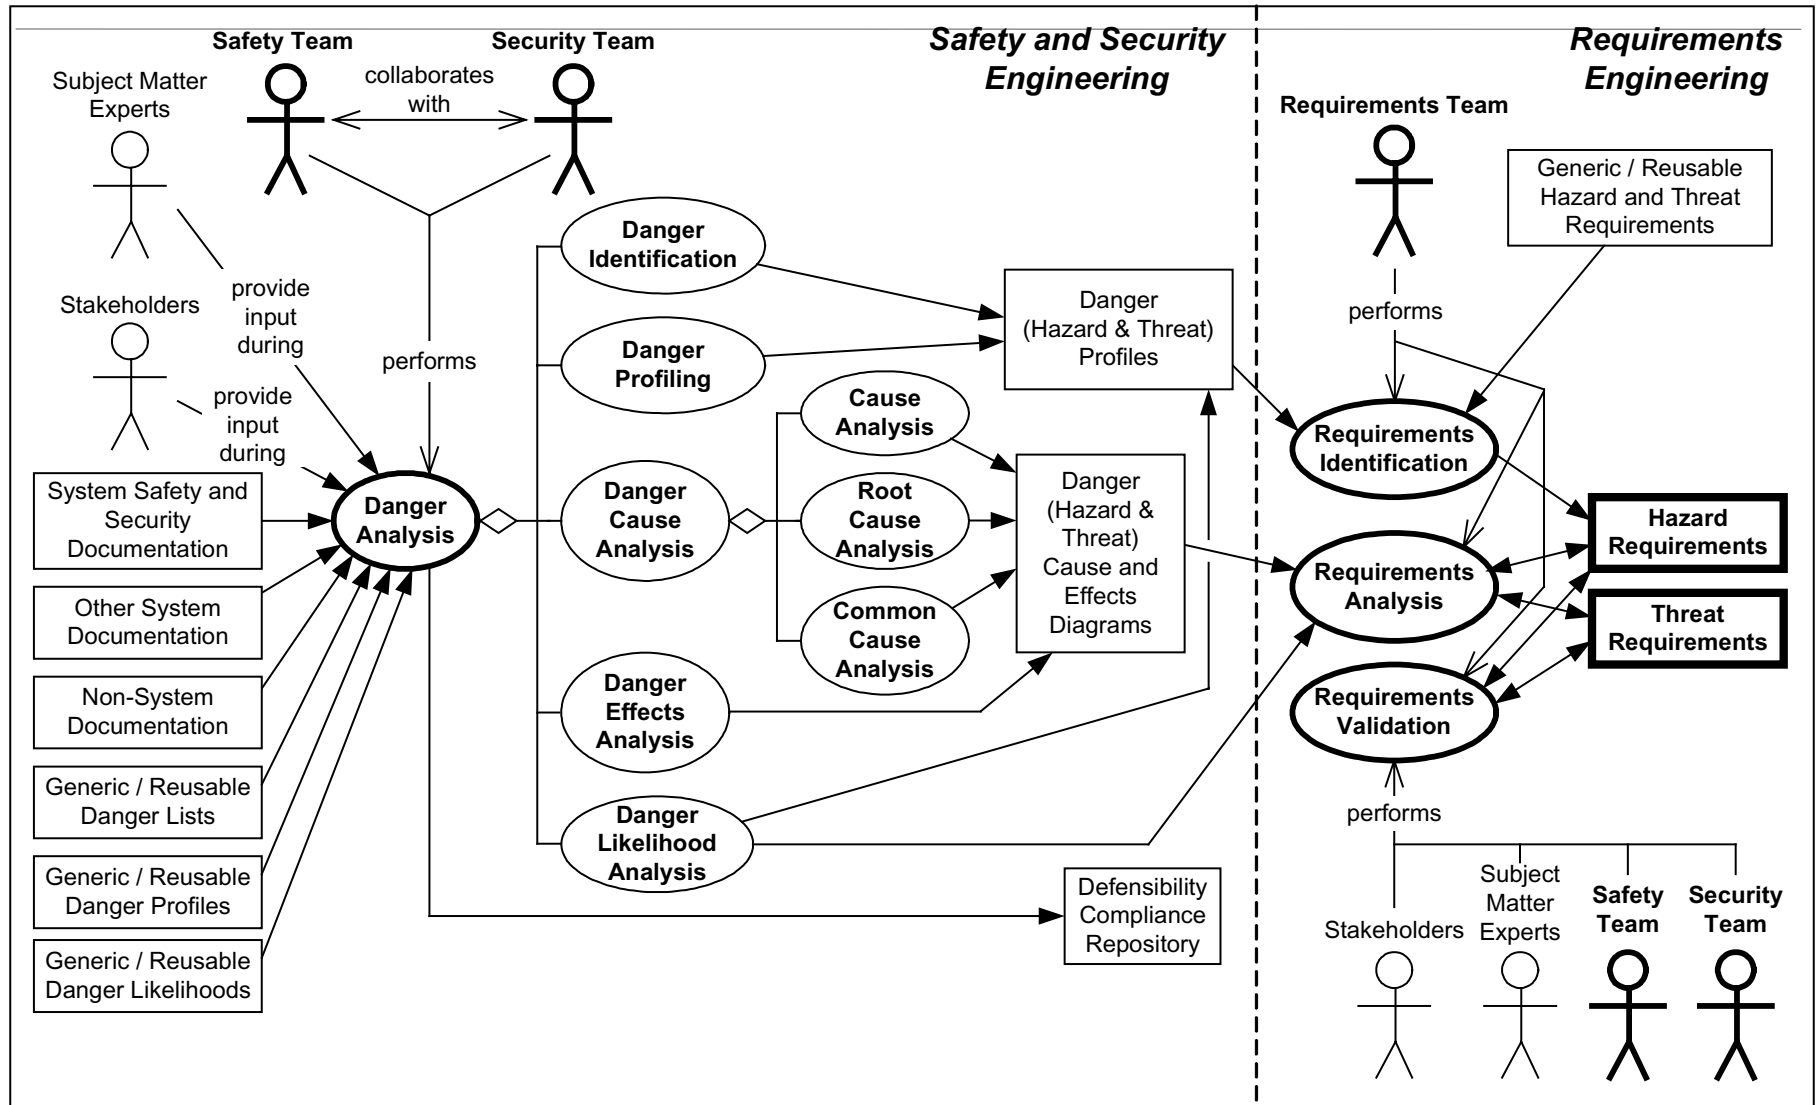 Safety Team
Security Team
Safety and Security
Engineering
Requirements
Engineering
Subject Matter
Experts
collaborates
with
Requirements Team
Generic / Reusable
Hazard and Threat
Requirements
Stakeholders
provide
input
during
performs
provide
input
during
Danger
Identification
Danger
Profiling
Danger
(Hazard & Threat)
Profiles
performs
Cause
Analysis
Requirements
Identification
System Safety and
Security
Documentation
Danger
Analysis
Danger
Cause
Analysis
Root
Cause
Analysis
Danger
(Hazard &
Threat)
Cause and
Effects
Diagrams
Hazard
Requirements
Requirements
Analysis
Other System
Documentation
Common
Cause
Analysis
Threat
Requirements
Non-System
Documentation
Danger
Effects
Analysis
Requirements
Validation
Generic / Reusable
Danger Lists
Danger
Likelihood
Analysis
performs
Generic / Reusable
Danger Profiles
Defensibility
Compliance
Repository
Stakeholders
Subject
Matter
Experts
Safety
Team
Security
Team
Generic / Reusable
Danger Likelihoods